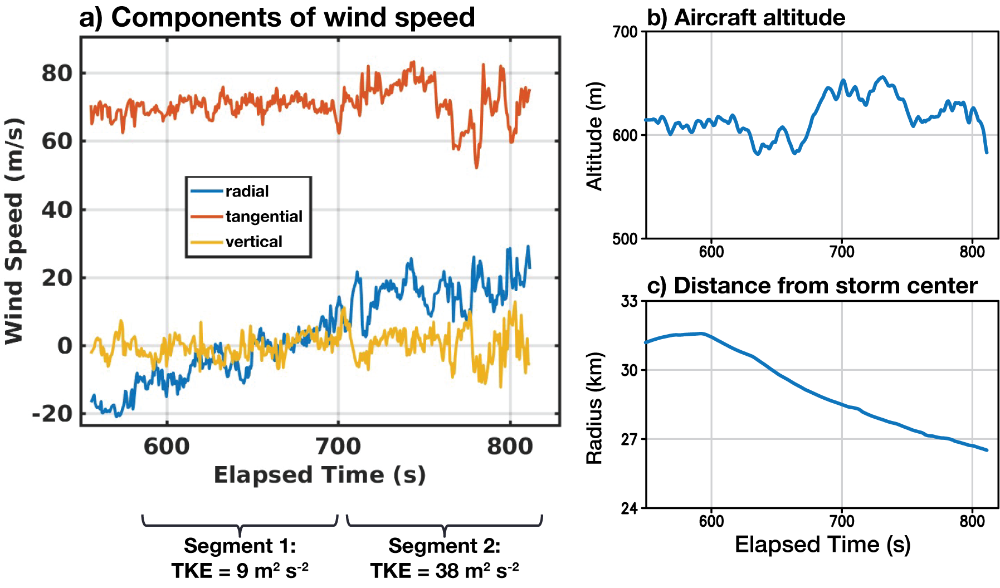 a) Components of wind speed
80
60
40
20
0
-20
Wind Speed (m/s)
radial
tangential
vertical
600 700 800
Elapsed Time (s)
Segment 1:
TKE = 9 m² s⁻²
Segment 2:
TKE = 38 m² s⁻²
b) Aircraft altitude
700
600
500
Altitude (m)
600 700 800
c) Distance from storm center
33
30
27
24
Radius (km)
600 700 800
Elapsed Time (s)